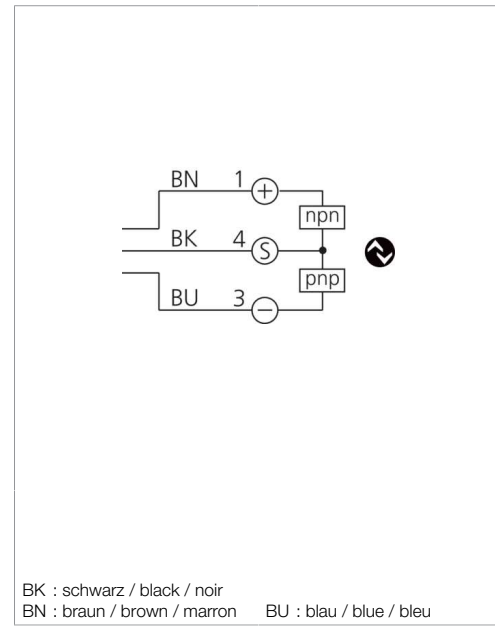 BN 1 +
npn
BK 4 S
pnp
BU 3 −
BK : schwarz / black / noir
BN : braun / brown / marron BU : blau / blue / bleu